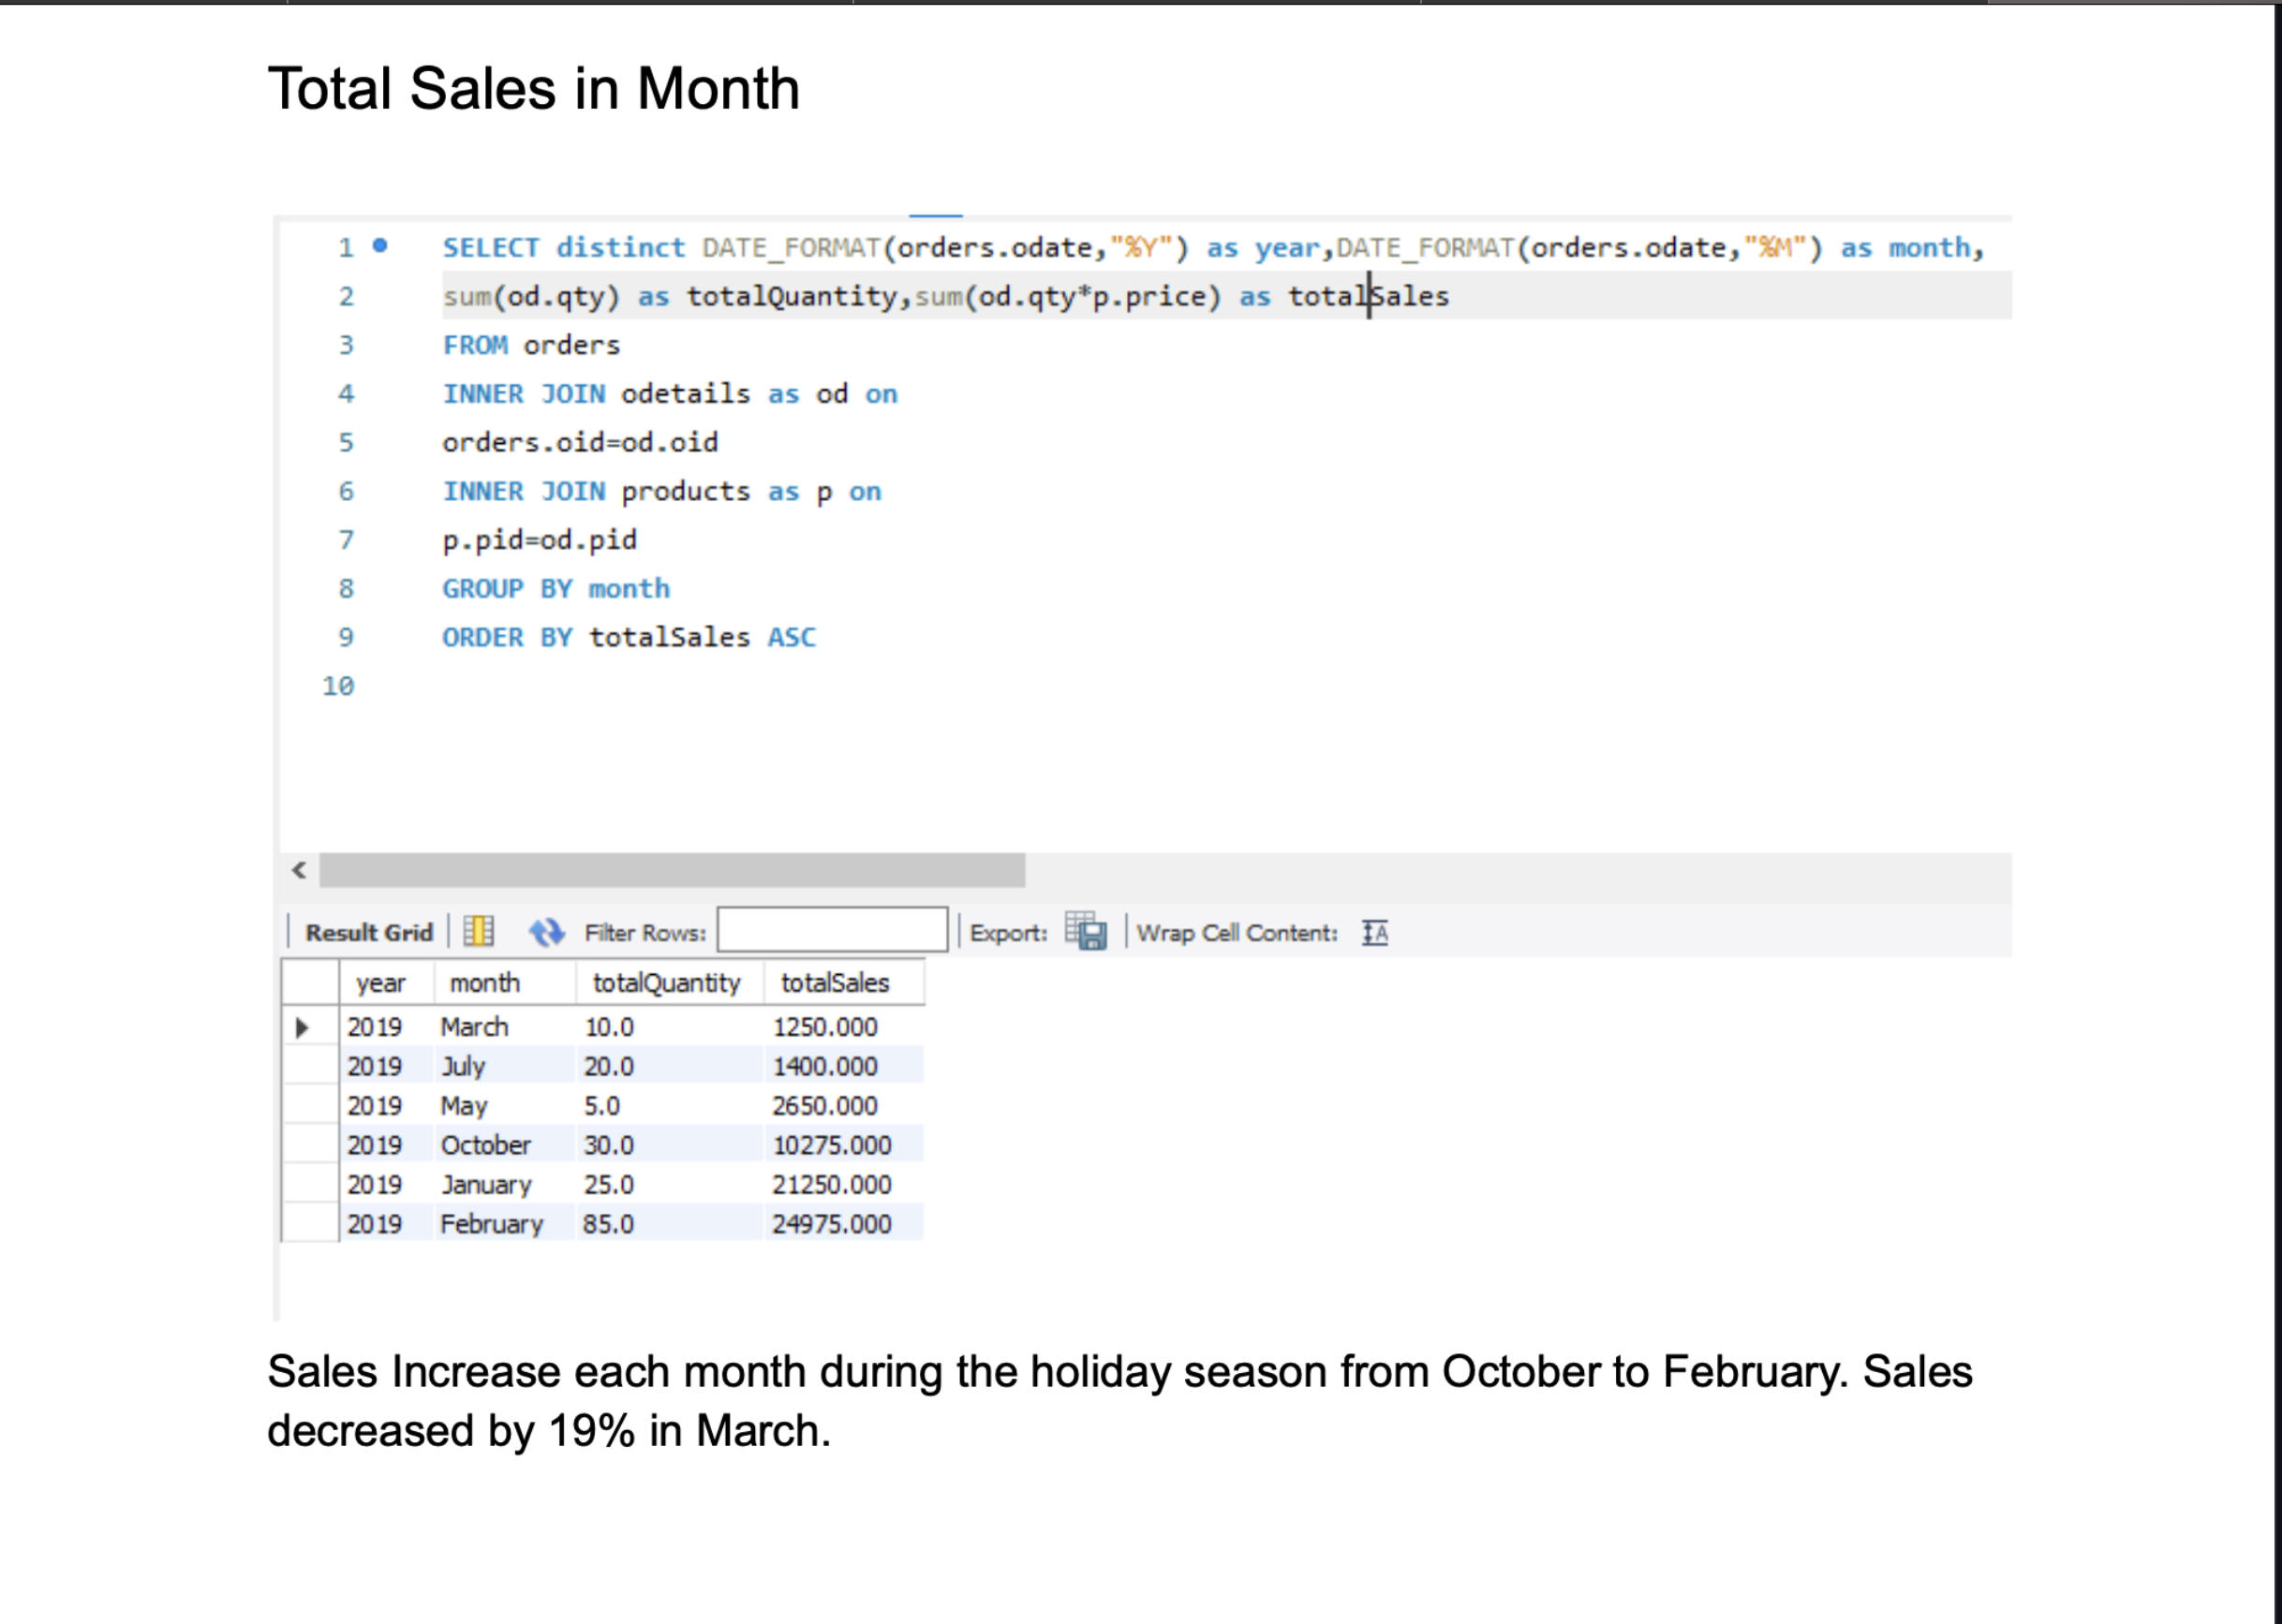 Total Sales in Month
1 SELECT distinct DATE_FORMAT(orders.odate,"%Y") as year,DATE_FORMAT(orders.odate,"%M") as month,
2 sum(od.qty) as totalQuantity,sum(od.qty*p.price) as totalSales
3 FROM orders
4 INNER JOIN odetails as od on
5 orders.oid=od.oid
6 INNER JOIN products as p on
7 p.pid=od.pid
8 GROUP BY month
9 ORDER BY totalSales ASC
10
Result Grid Filter Rows: Export: Wrap Cell Content: IA
year month totalQuantity totalSales
2019 March 10.0 1250.000
2019 July 20.0 1400.000
2019 May 5.0 2650.000
2019 October 30.0 10275.000
2019 January 25.0 21250.000
2019 February 85.0 24975.000
Sales Increase each month during the holiday season from October to February. Sales
decreased by 19% in March.